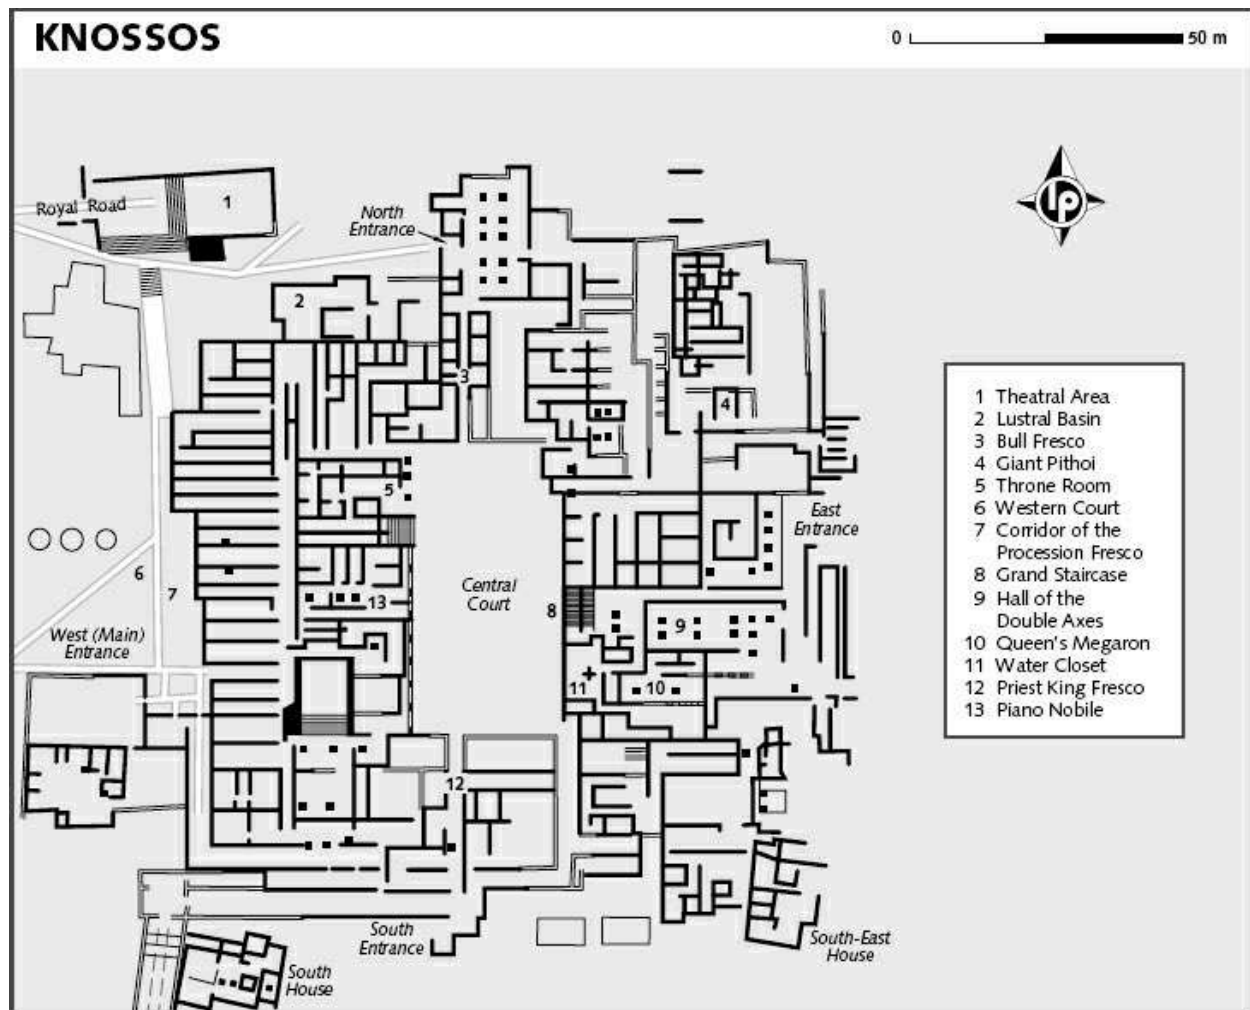 KNOSSOS
0 50 m
Royal Road
1
North
Entrance
lp
2
3
4
1 Theatral Area
2 Lustral Basin
3 Bull Fresco
4 Giant Pithoi
5 Throne Room
6 Western Court
7 Corridor of the
Procession Fresco
8 Grand Staircase
9 Hall of the
Double Axes
10 Queen's Megaron
11 Water Closet
12 Priest King Fresco
13 Piano Nobile
5
East
Entrance
6
7
Central
Court
13
8
9
West (Main)
Entrance
11
10
12
South
Entrance
South-East
House
South
House